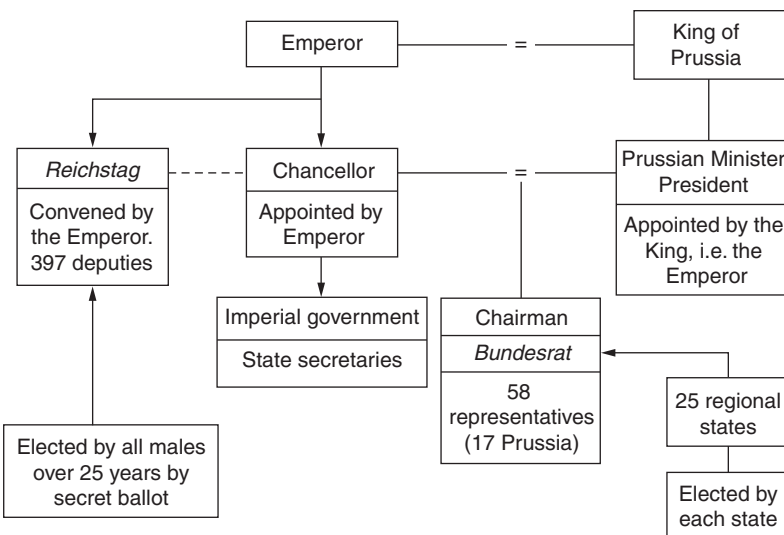 Emperor
=
King of
Prussia
Reichstag
Convened by
the Emperor.
397 deputies
Chancellor
Appointed by
Emperor
=
Prussian Minister
President
Appointed by the
King, i.e. the
Emperor
Imperial government
State secretaries
Chairman
Bundesrat
58
representatives
(17 Prussia)
25 regional
states
Elected by all males
over 25 years by
secret ballot
Elected by
each state